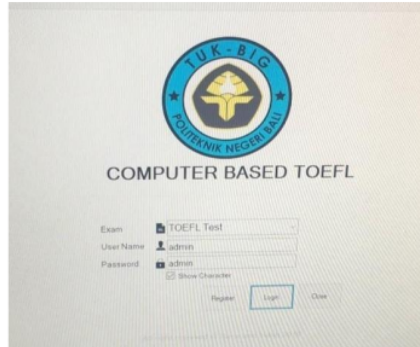 TUK - BIG
POLITEKNIK NEGERI BALI
COMPUTER BASED TOEFL
Exam TOEFL Test
User Name admin
Password admin
Show Character
Register Login Close